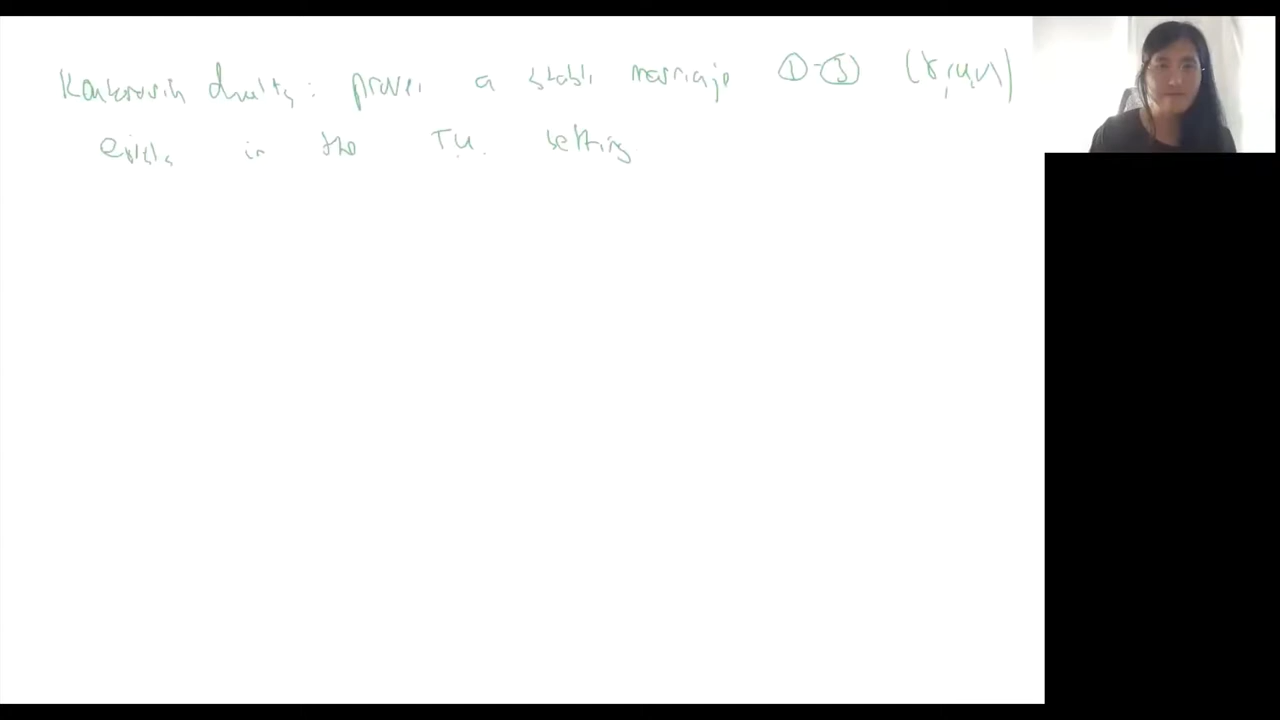 Kantorovich duality: proves a stable marriage ①-③ (γ,u,v)
exists in the TU. setting